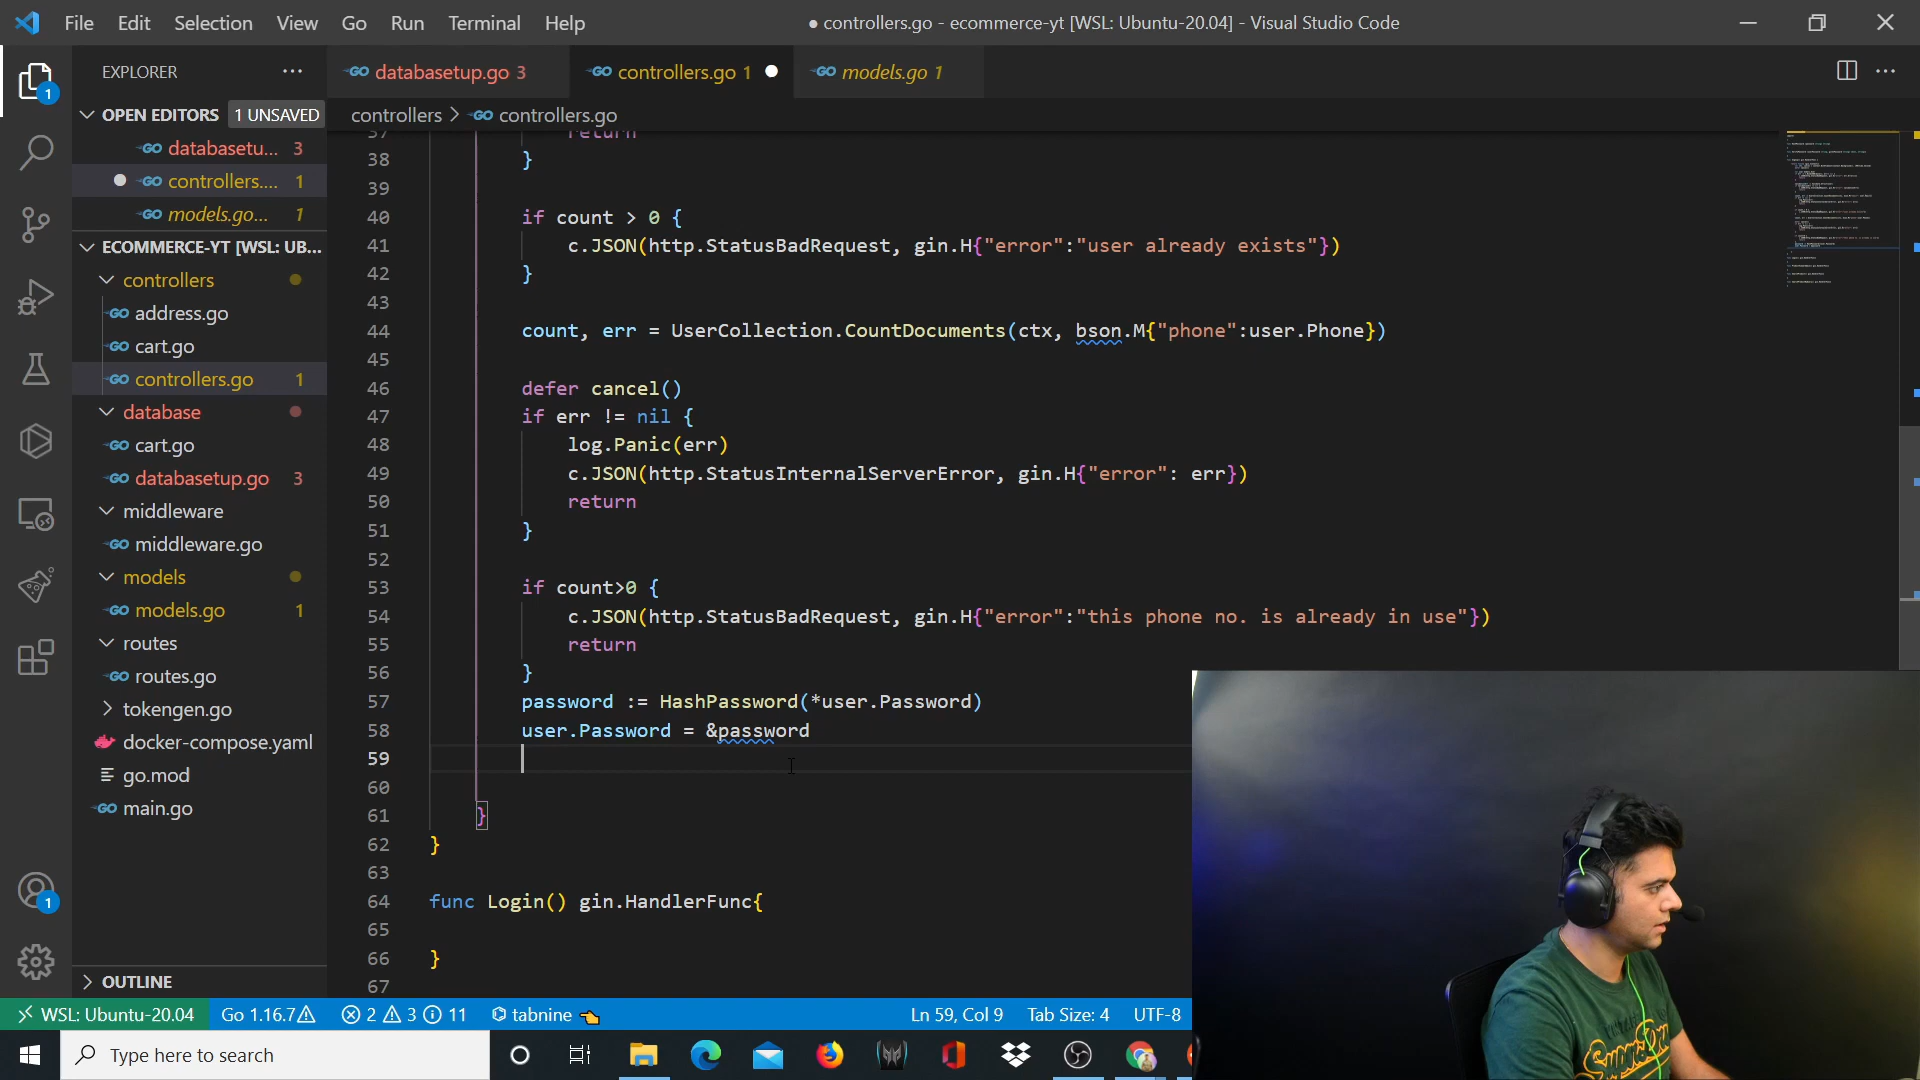 File Edit Selection View Go Run Terminal Help
● controllers.go - ecommerce-yt [WSL: Ubuntu-20.04] - Visual Studio Code
EXPLORER
databasetup.go 3
controllers.go 1
models.go 1
OPEN EDITORS 1 UNSAVED
controllers > controllers.go
databasetu... 3
controllers.... 1
models.go... 1
ECOMMERCE-YT [WSL: UB...
controllers
address.go
cart.go
controllers.go 1
database
cart.go
databasetup.go 3
middleware
middleware.go
models
models.go 1
routes
routes.go
tokengen.go
docker-compose.yaml
go.mod
main.go
OUTLINE
37 return
38 }
39
40 if count > 0 {
41 c.JSON(http.StatusBadRequest, gin.H{"error":"user already exists"})
42 }
43
44 count, err = UserCollection.CountDocuments(ctx, bson.M{"phone":user.Phone})
45
46 defer cancel()
47 if err != nil {
48 log.Panic(err)
49 c.JSON(http.StatusInternalServerError, gin.H{"error": err})
50 return
51 }
52
53 if count>0 {
54 c.JSON(http.StatusBadRequest, gin.H{"error":"this phone no. is already in use"})
55 return
56 }
57 password := HashPassword(*user.Password)
58 user.Password = &password
59
60
61 }
62 }
63
64 func Login() gin.HandlerFunc{
65
66 }
67
1
1
WSL: Ubuntu-20.04 Go 1.16.7 2 3 11 tabnine Ln 59, Col 9 Tab Size: 4 UTF-8
Type here to search